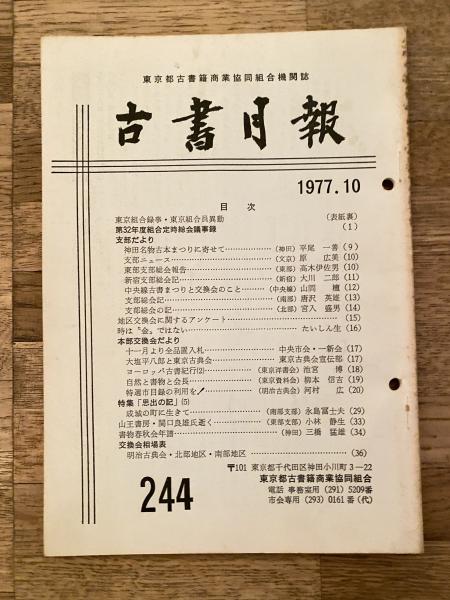 東京都古書籍商業協同組合機関誌
古書月報
1977.10
目次
東京組合録事・東京組合員異動 (表紙裏)
第32年度組合定時総会議事録 (1)
支部だより
神田名物古本まつりに寄せて (神田) 平尾一善 (9)
支部ニュース (文京) 原広美 (10)
東部支部総会報告 (東部) 高木伊佐男 (10)
新宿支部総会記 (新宿) 大川二郎 (11)
中央線古書まつりと交換会のこと (中央線) 山岡檀 (12)
支部総会記 (南部) 唐沢英雄 (13)
支部総会の記 (北部) 宮入盛男 (14)
地区交換会に関するアンケート (15)
時は〝金〟ではない たいしん生 (16)
本部交換会だより
十一月より全品置入札 中央市会・一新会 (17)
大塩平八郎と東京古典会 東京古典会宣伝部 (17)
ヨーロッパ古書紀行(2) (東京洋書会) 池宮博 (18)
自然と書物と会長 (東京資料会) 柳本信吉 (19)
特選市目録の利用を! (明治古典会) 河村広 (20)
特集「思出の記」(5)
成城の町に生きて (南部支部) 永島冨士夫 (29)
山王書房・関口良雄氏逝く (東部支部) 小林静生 (33)
書物春秋会年譜 (神田) 三橋猛雄 (34)
交換会相場表
明治古典会・北部地区・南部地区 (36)
〒101 東京都千代田区神田小川町3-22
東京都古書籍商業協同組合
電話 事務室用 (291) 5209番
市会専用 (293) 0161番(代)
244